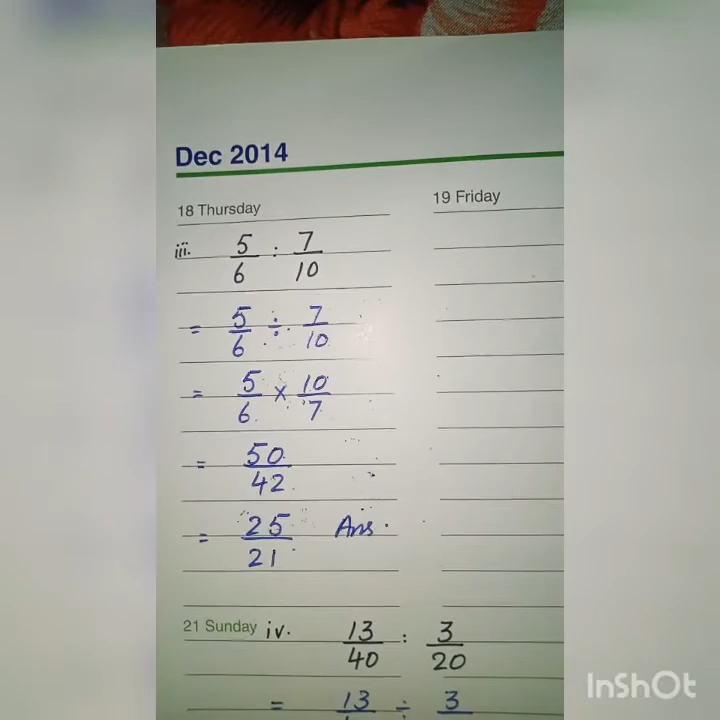 Dec 2014
18 Thursday
19 Friday
iii. 5/6 : 7/10
= 5/6 ÷ 7/10
= 5/6 × 10/7
= 50/42
= 25/21 Ans.
21 Sunday iv. 13/40 : 3/20
= 13 ÷ 3
InShOt